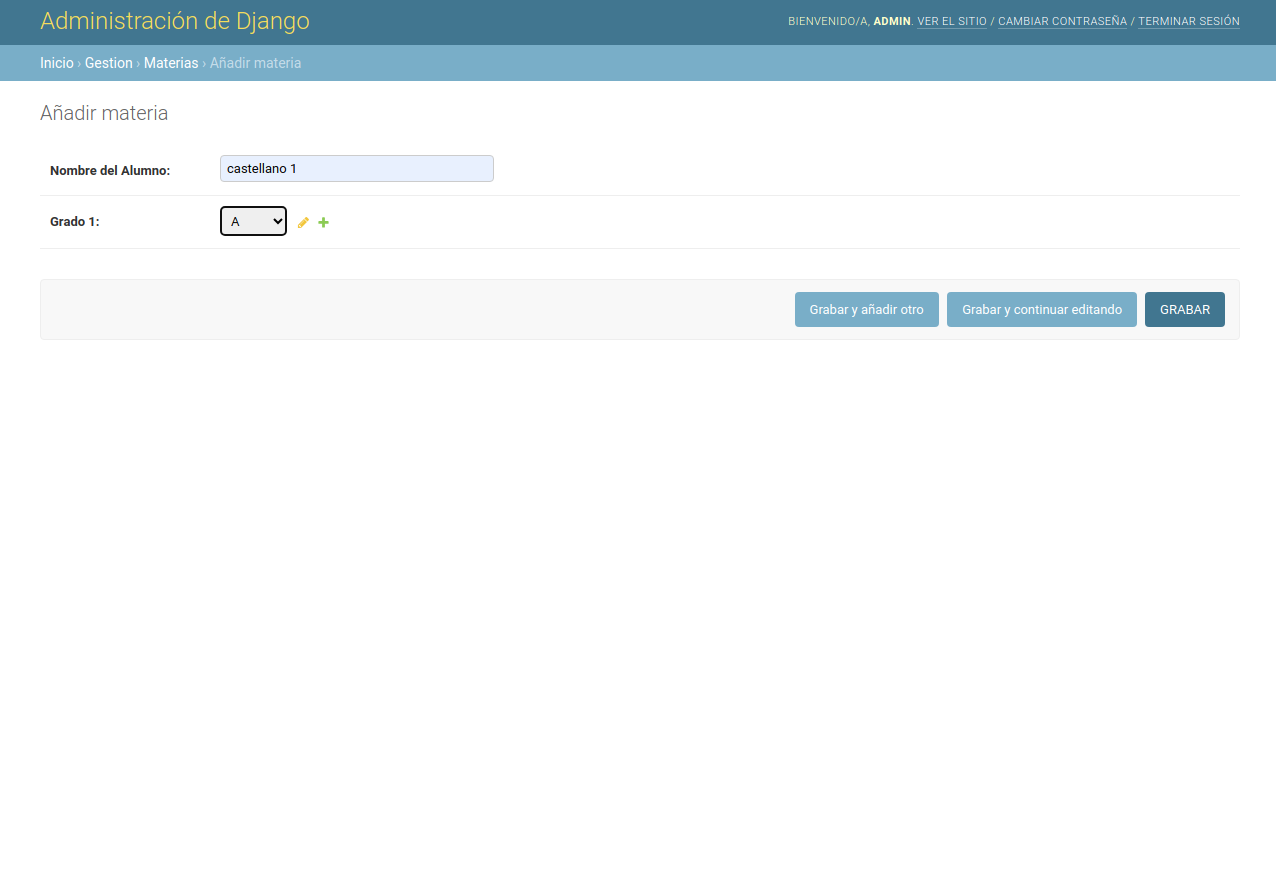 Administración de Django
BIENVENIDO/A, ADMIN. VER EL SITIO / CAMBIAR CONTRASEÑA / TERMINAR SESIÓN
Inicio › Gestion › Materias › Añadir materia
Añadir materia
Nombre del Alumno: castellano 1
Grado 1: A
Grabar y añadir otro Grabar y continuar editando GRABAR